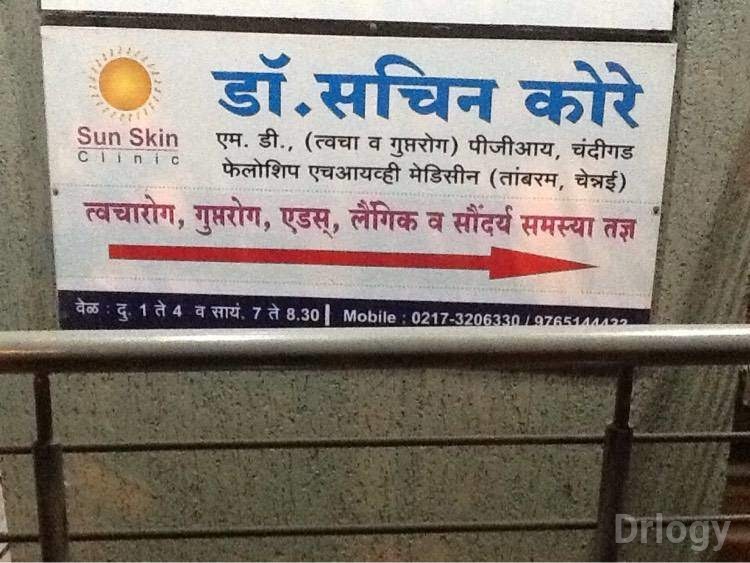 Sun Skin
Clinic
डॉ. सचिन कोरे
एम. डी., (त्वचा व गुप्तरोग) पीजीआय, चंदीगड
फेलोशिप एचआयव्ही मेडिसीन (तांबरम, चेन्नई)
त्वचारोग, गुप्तरोग, एडस्, लैंगिक व सौंदर्य समस्या तज्ञ
वेळ : दु. 1 ते 4 व सायं. 7 ते 8.30 | Mobile : 0217-3206330 / 9765144433
Drlogy